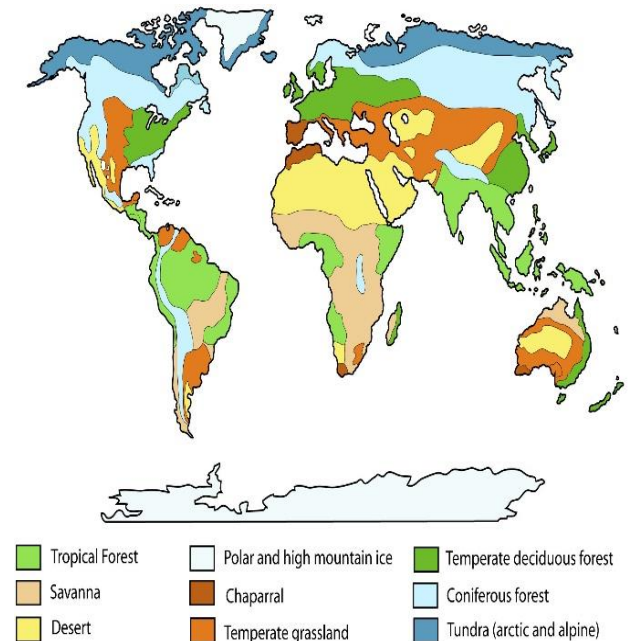 Tropical Forest
Polar and high mountain ice
Temperate deciduous forest
Savanna
Chaparral
Coniferous forest
Desert
Temperate grassland
Tundra (arctic and alpine)